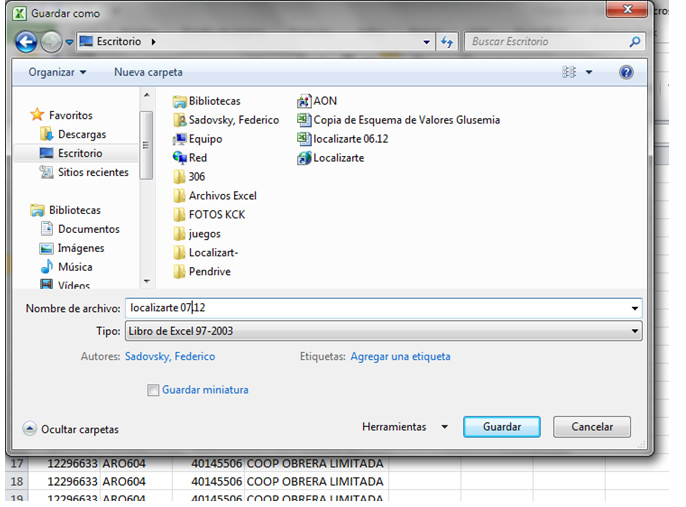 Guardar como
Escritorio
Buscar Escritorio
Organizar
Nueva carpeta
Favoritos
Descargas
Escritorio
Sitios recientes
Bibliotecas
Documentos
Imágenes
Música
Vídeos
Bibliotecas
Sadovsky, Federico
Equipo
Red
306
Archivos Excel
FOTOS KCK
juegos
Localizart-
Pendrive
AON
Copia de Esquema de Valores Glusemia
localizarte 06.12
Localizarte
Nombre de archivo: localizarte 07.12
Tipo: Libro de Excel 97-2003
Autores: Sadovsky, Federico Etiquetas: Agregar una etiqueta
Guardar miniatura
Ocultar carpetas Herramientas Guardar Cancelar
17 12296633 ARO604 40145506 COOP OBRERA LIMITADA
18 12296633 ARO604 40145506 COOP OBRERA LIMITADA
19 12296633 ARO604 40145506 COOP OBRERA LIMITADA